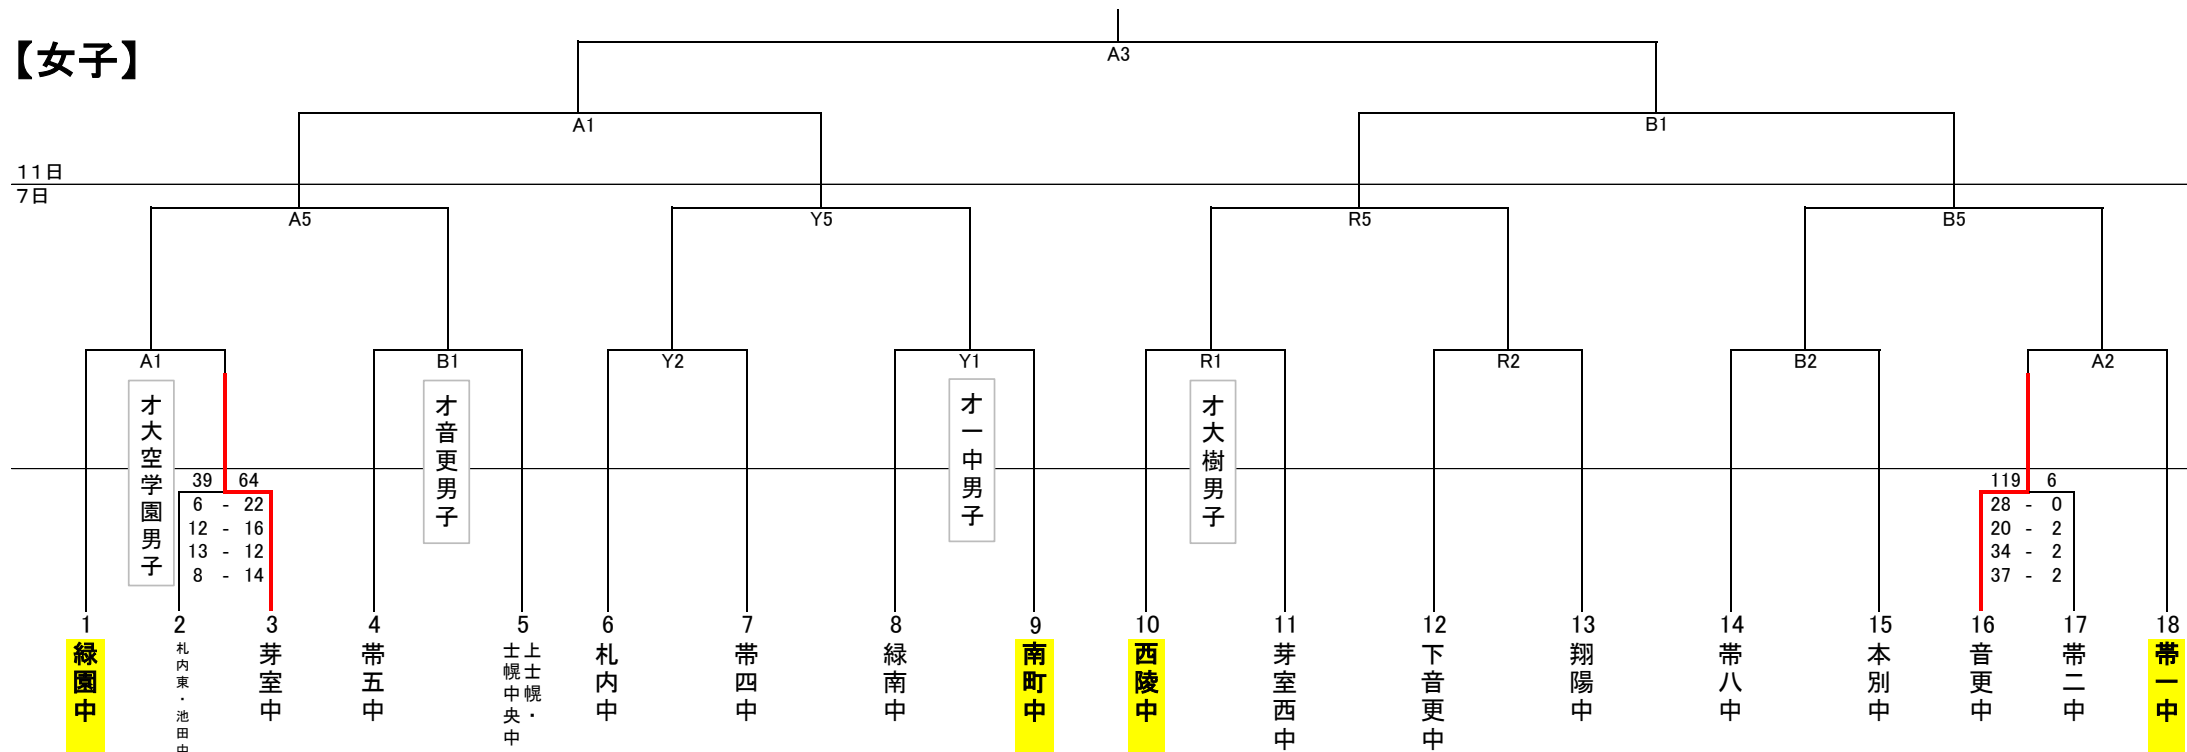 【女子】
A3
A1
B1
11日
7日
A5
Y5
R5
B5
A1
B1
Y2
Y1
R1
R2
B2
A2
オ大空学園男子
オ音更男子
オ一中男子
オ大樹男子
39 64
6 - 22
12 - 16
13 - 12
8 - 14
119 6
28 - 0
20 - 2
34 - 2
37 - 2
1 2 3 4 5 6 7 8 9 10 11 12 13 14 15 16 17 18
緑園中
札内東・池田中
芽室中
帯五中
上士幌・
士幌中央中
札内中
帯四中
緑南中
南町中
西陵中
芽室西中
下音更中
翔陽中
帯八中
本別中
音更中
帯二中
帯一中